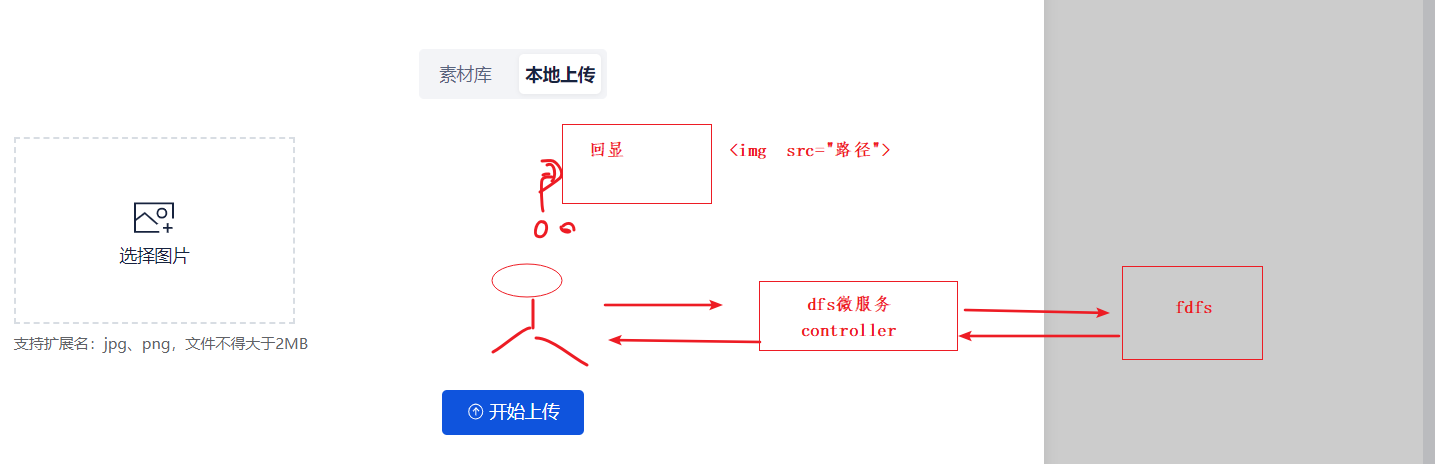 素材库
本地上传
回显
<img src="路径">
选择图片
支持扩展名：jpg、png，文件不得大于2MB
dfs微服务
controller
fdfs
开始上传